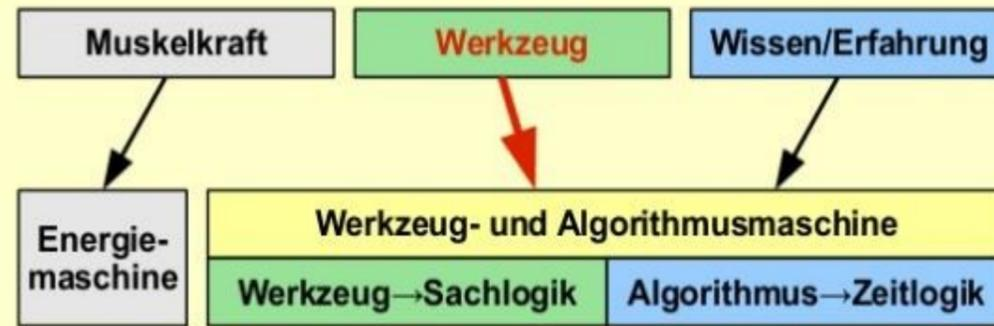 Muskelkraft
Werkzeug
Wissen/Erfahrung
Energie-
maschine
Werkzeug- und Algorithmusmaschine
Werkzeug→Sachlogik
Algorithmus→Zeitlogik